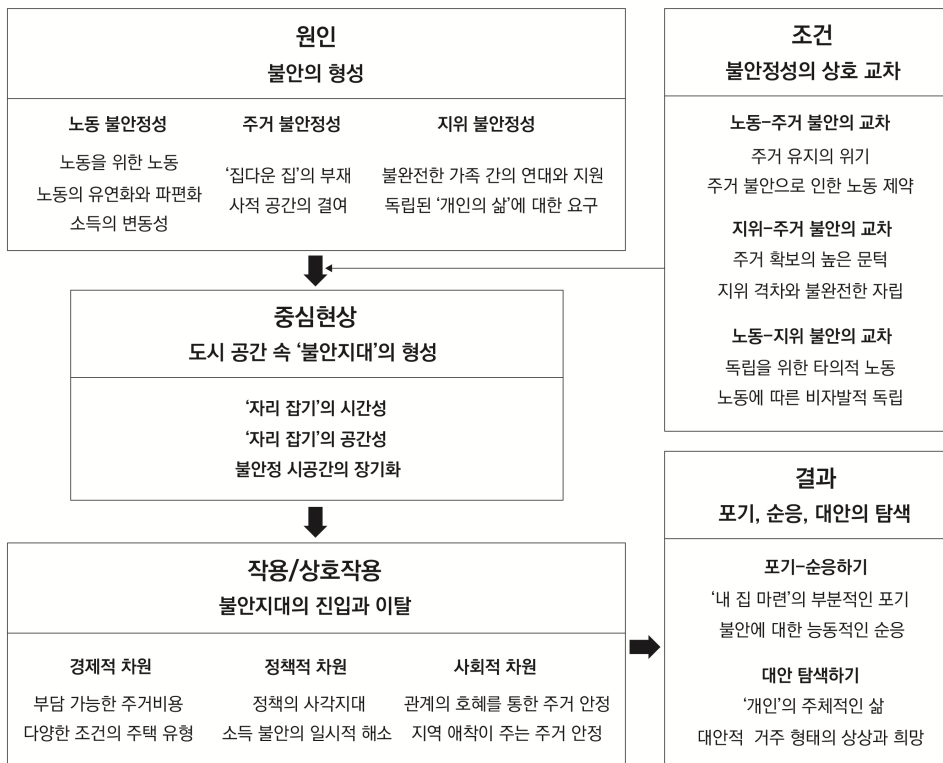 원인
불안의 형성
노동 불안정성
노동을 위한 노동
노동의 유연화와 파편화
소득의 변동성
주거 불안정성
‘집다운 집’의 부재
사적 공간의 결여
지위 불안정성
불완전한 가족 간의 연대와 지원
독립된 ‘개인의 삶’에 대한 요구
조건
불안정성의 상호 교차
노동-주거 불안의 교차
주거 유지의 위기
주거 불안으로 인한 노동 제약
지위-주거 불안의 교차
주거 확보의 높은 문턱
지위 격차와 불완전한 자립
노동-지위 불안의 교차
독립을 위한 타의적 노동
노동에 따른 비자발적 독립
중심현상
도시 공간 속 ‘불안지대’의 형성
‘자리 잡기’의 시간성
‘자리 잡기’의 공간성
불안정 시공간의 장기화
작용/상호작용
불안지대의 진입과 이탈
경제적 차원
부담 가능한 주거비용
다양한 조건의 주택 유형
정책적 차원
정책의 사각지대
소득 불안의 일시적 해소
사회적 차원
관계의 호혜를 통한 주거 안정
지역 애착이 주는 주거 안정
결과
포기, 순응, 대안의 탐색
포기-순응하기
‘내 집 마련’의 부분적인 포기
불안에 대한 능동적인 순응
대안 탐색하기
‘개인’의 주체적인 삶
대안적 거주 형태의 상상과 희망